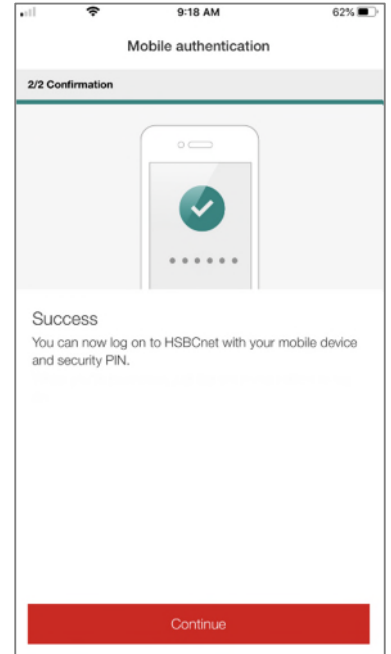 9:18 AM
62%
Mobile authentication
2/2 Confirmation
Success
You can now log on to HSBCnet with your mobile device
and security PIN.
Continue